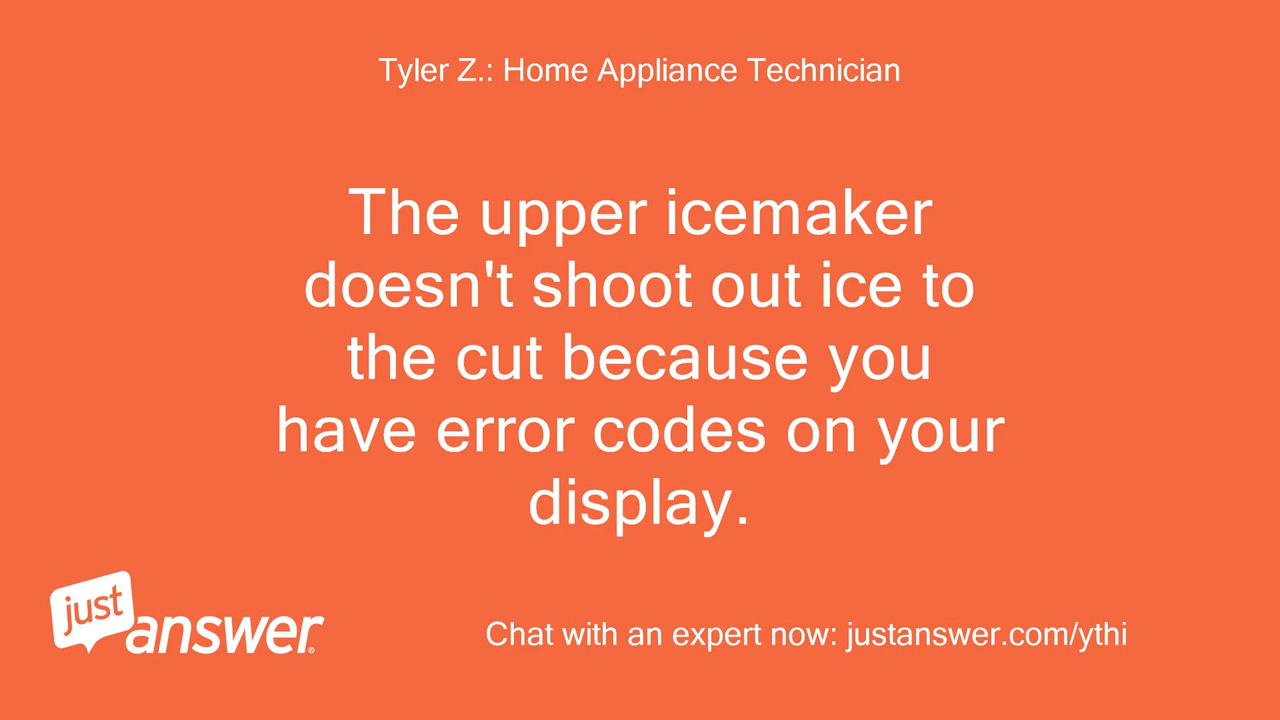 Tyler Z.: Home Appliance Technician
The upper icemaker
doesn't shoot out ice to
the cut because you
have error codes on your
display.
just
answer®
Chat with an expert now: justanswer.com/ythi